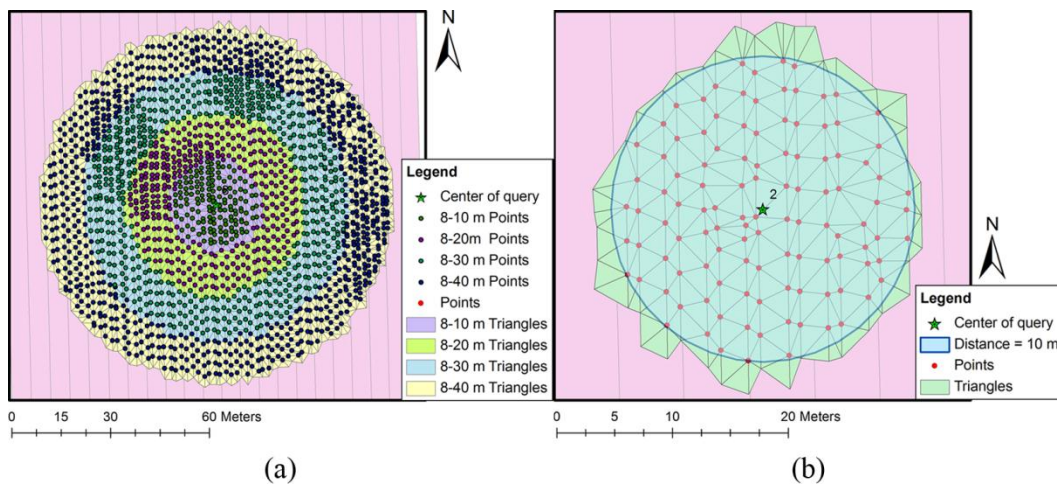 N
Legend
Center of query
8-10 m Points
8-20m Points
8-30 m Points
8-40 m Points
Points
8-10 m Triangles
8-20 m Triangles
8-30 m Triangles
8-40 m Triangles
0 15 30 60 Meters
(a)
2
N
Legend
Center of query
Distance = 10 m
Points
Triangles
0 5 10 20 Meters
(b)